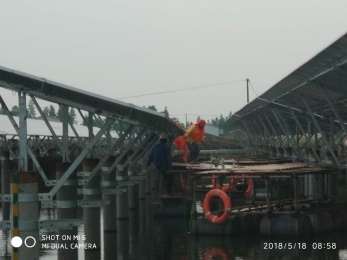 SHOT ON MI 6
MI DUAL CAMERA
2018/5/18 08:58